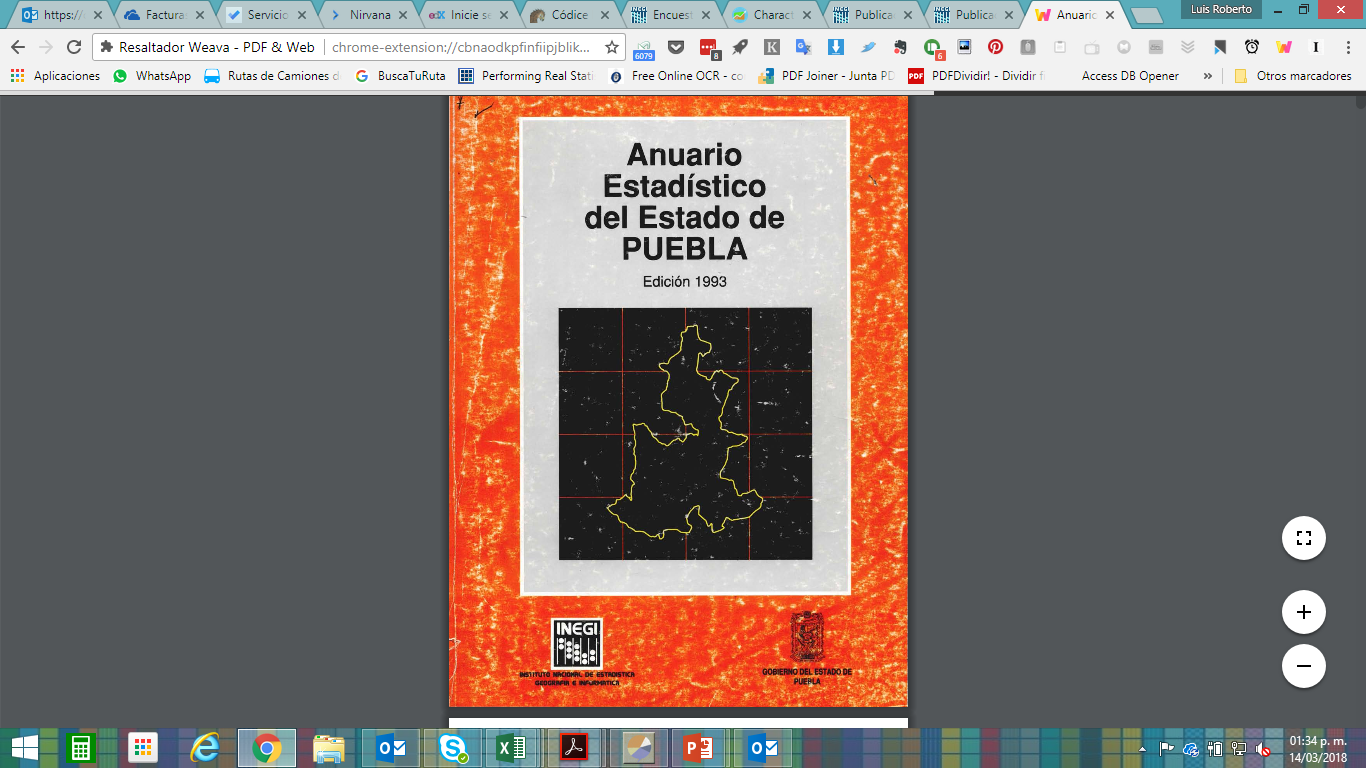 https://
Facturas
Servicio
Nirvana
Inicie se
Códice
Encuest
Charact
Publica
Publica
Anuario
Luis Roberto
Resaltador Weava - PDF & Web
chrome-extension://cbnaodkpfinfiipjblik...
6079
8
6
Aplicaciones
WhatsApp
Rutas de Camiones d
BuscaTuRuta
Performing Real Stati
Free Online OCR - co
PDF Joiner - Junta PD
PDFDividir! - Dividir f
Access DB Opener
»
Otros marcadores
Anuario
Estadístico
del Estado de
PUEBLA
Edición 1993
INEGI
INSTITUTO NACIONAL DE ESTADISTICA
GEOGRAFIA E INFORMATICA
GOBIERNO DEL ESTADO DE
PUEBLA
01:34 p. m.
14/03/2018